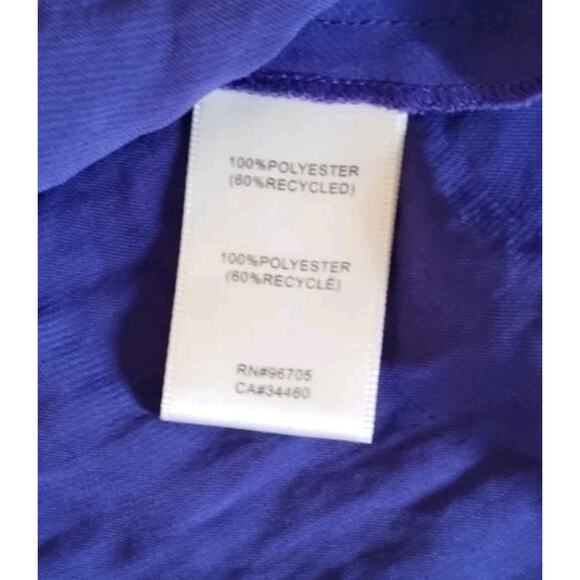 100%POLYESTER
(60%RECYCLED)
100%POLYESTER
(60%RECYCLÉ)
RN#96705
CA#34460